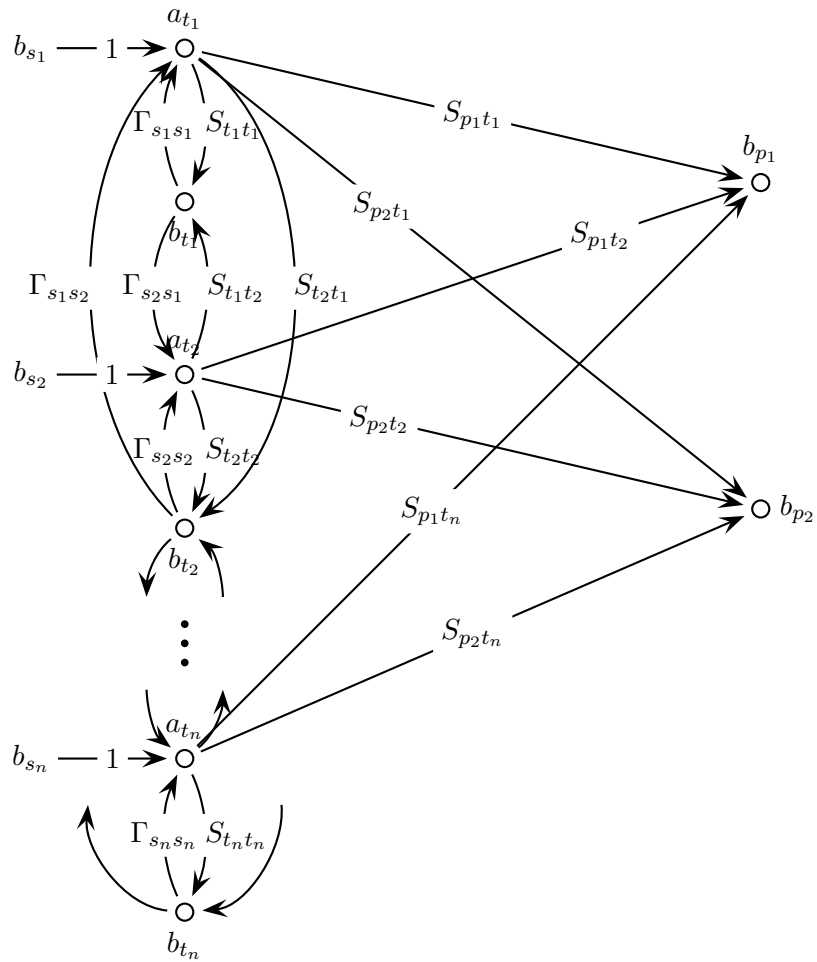 a_{t_1}
b_{s_1} 1
S_{p_1t_1}
Γ_{s_1s_1} S_{t_1t_1}
b_{p_1}
S_{p_2t_1}
b_{t_1}
S_{p_1t_2}
Γ_{s_1s_2} Γ_{s_2s_1} S_{t_1t_2} S_{t_2t_1}
a_{t_2}
b_{s_2} 1
S_{p_2t_2}
Γ_{s_2s_2} S_{t_2t_2}
S_{p_1t_n} b_{p_2}
b_{t_2}
S_{p_2t_n}
a_{t_n}
b_{s_n} 1
Γ_{s_ns_n} S_{t_nt_n}
b_{t_n}